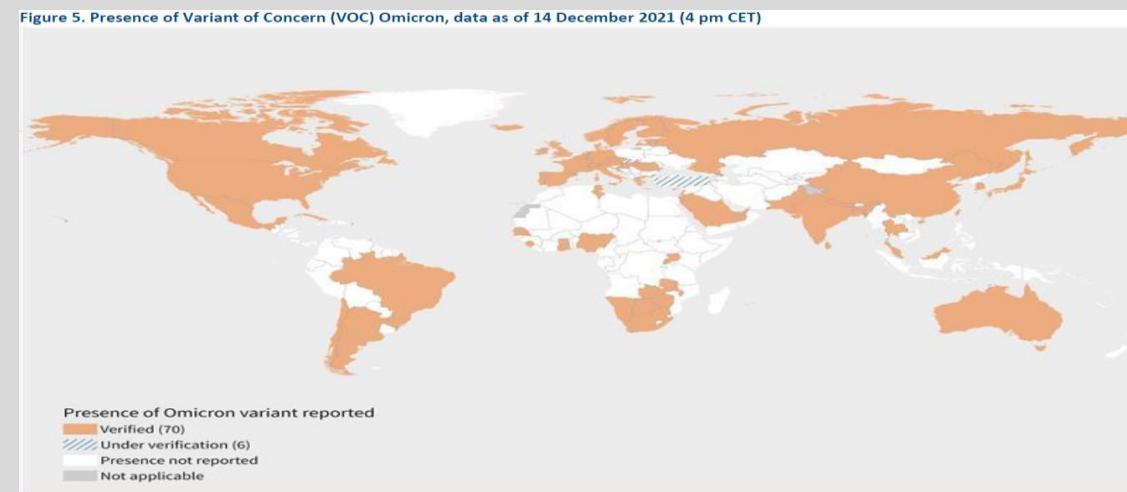 Figure 5. Presence of Variant of Concern (VOC) Omicron, data as of 14 December 2021 (4 pm CET)
Presence of Omicron variant reported
Verified (70)
Under verification (6)
Presence not reported
Not applicable